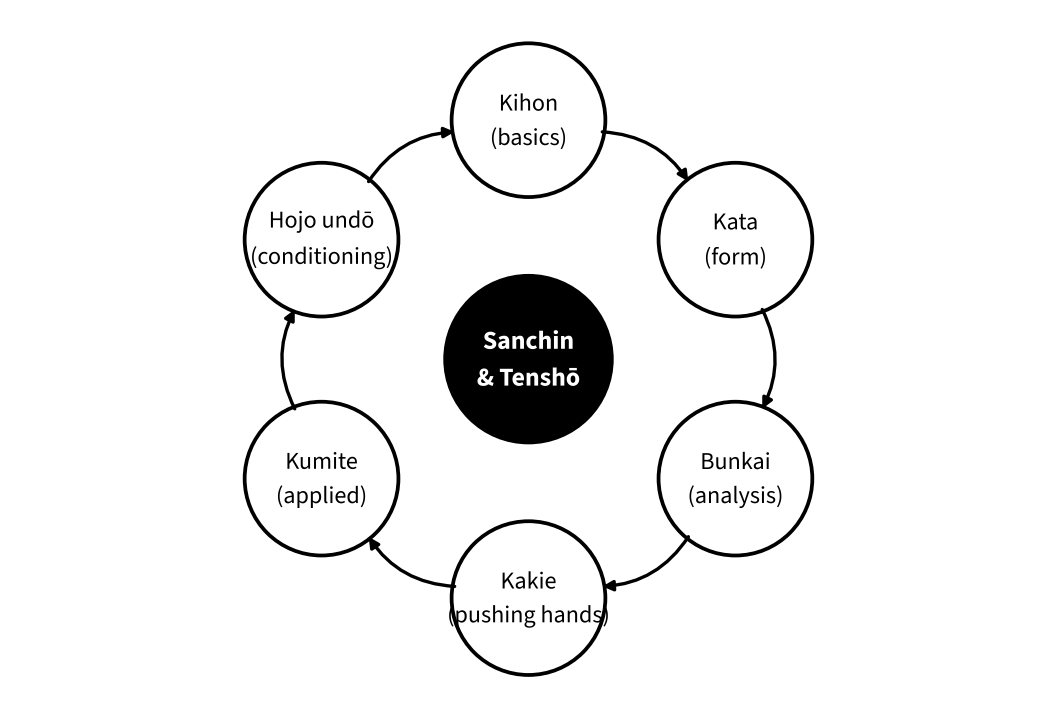 Kihon
(basics)
Kata
(form)
Bunkai
(analysis)
Kakie
(pushing hands)
Kumite
(applied)
Hojo undō
(conditioning)
Sanchin
& Tenshō